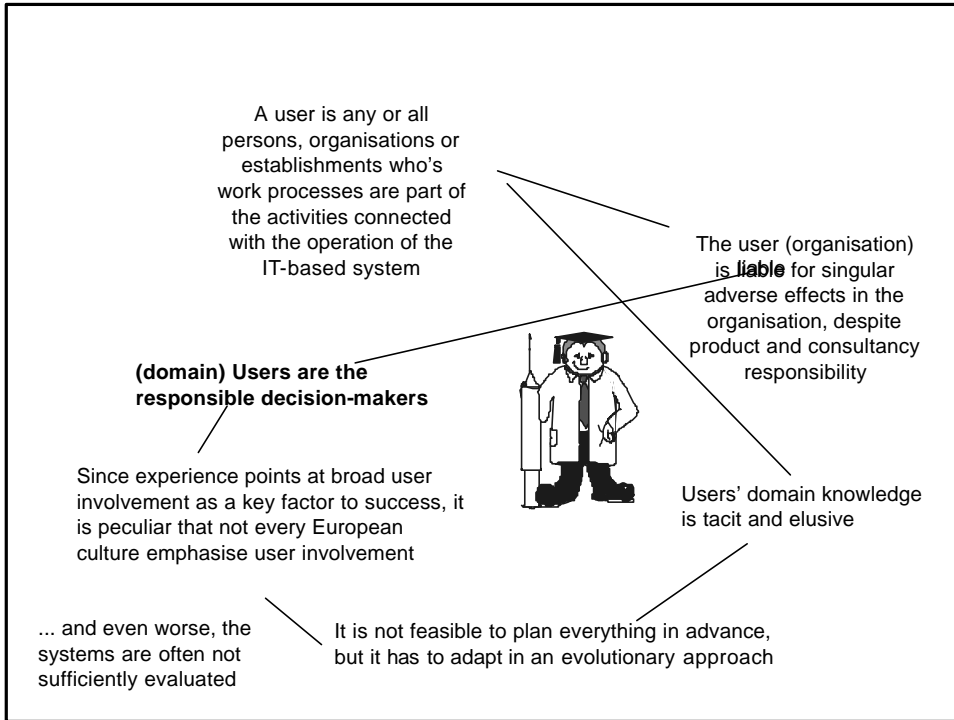 A user is any or all
persons, organisations or
establishments who's
work processes are part of
the activities connected
with the operation of the
IT-based system
The user (organisation)
is liable for singular
adverse effects in the
organisation, despite
product and consultancy
responsibility
(domain) Users are the
responsible decision-makers
Since experience points at broad user
involvement as a key factor to success, it
is peculiar that not every European
culture emphasise user involvement
Users' domain knowledge
is tacit and elusive
... and even worse, the
systems are often not
sufficiently evaluated
It is not feasible to plan everything in advance,
but it has to adapt in an evolutionary approach